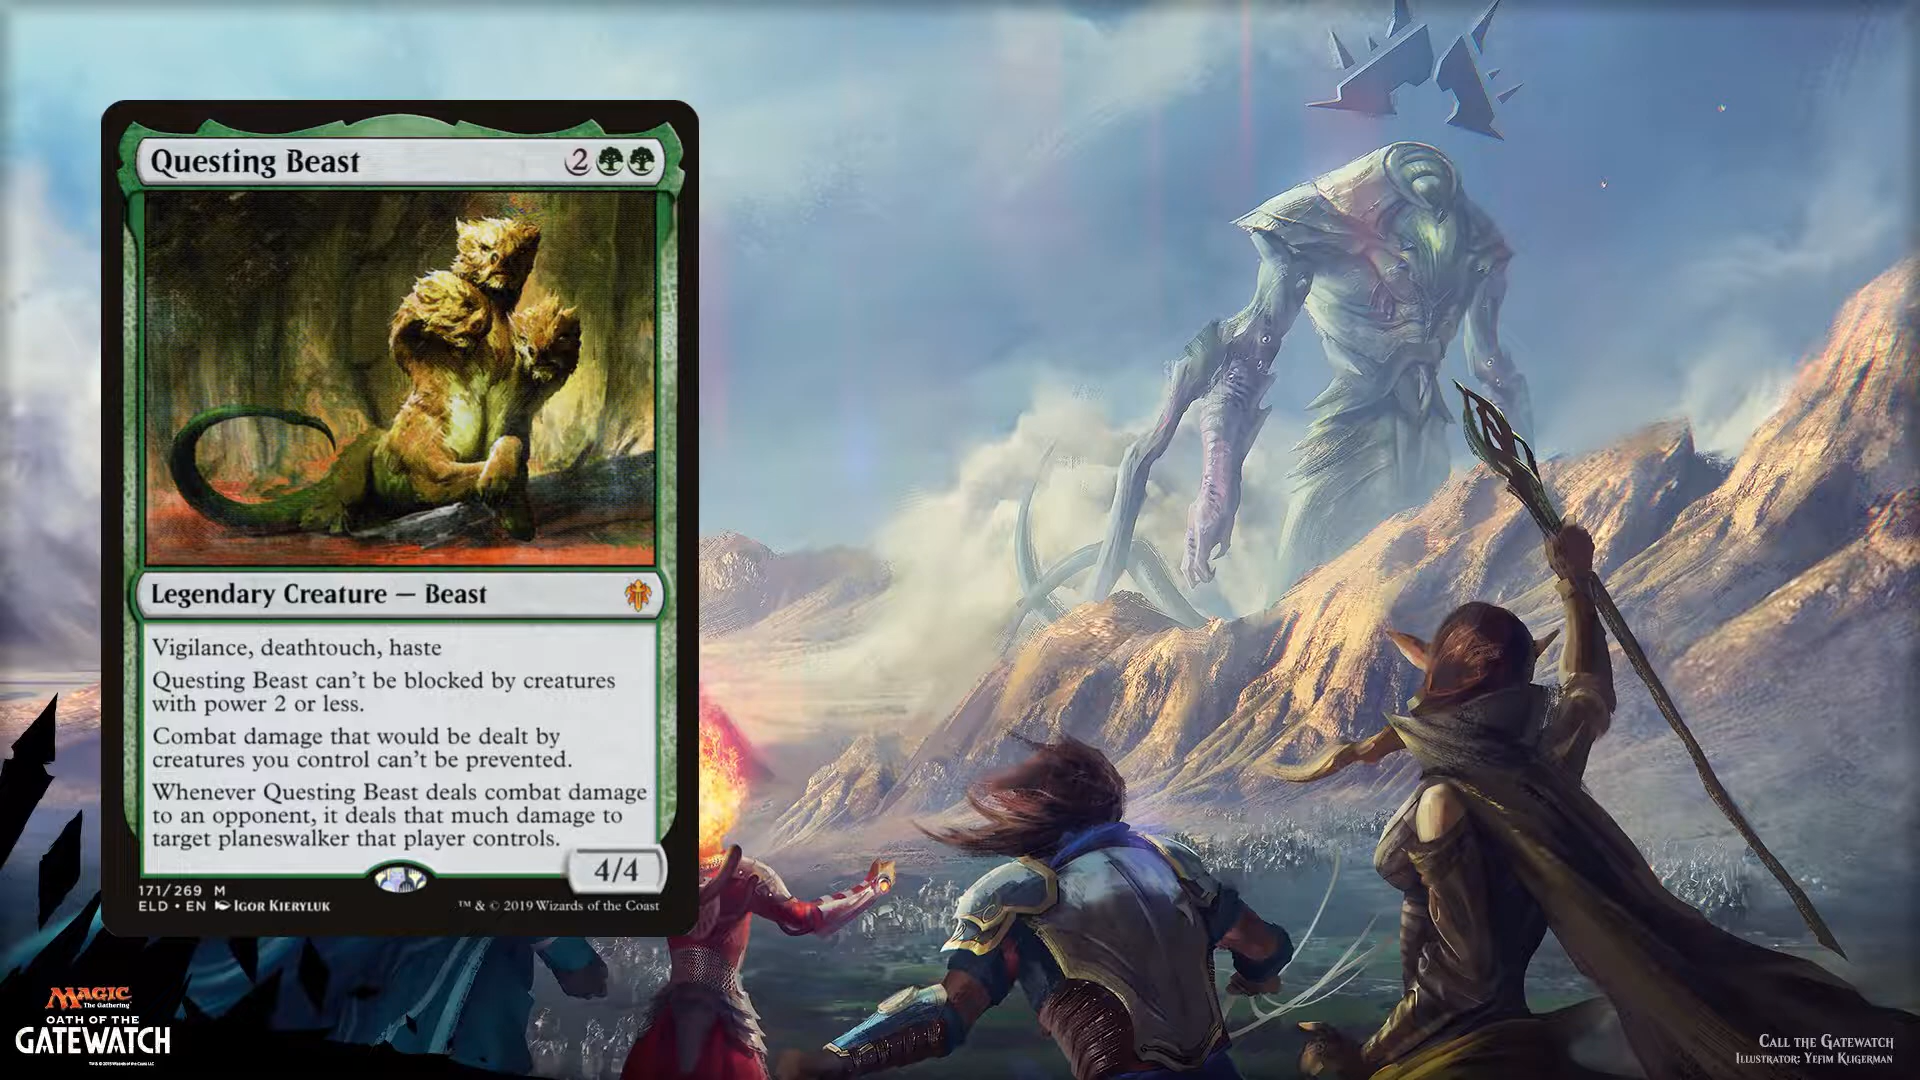 Questing Beast 2
Legendary Creature — Beast
Vigilance, deathtouch, haste
Questing Beast can't be blocked by creatures
with power 2 or less.
Combat damage that would be dealt by
creatures you control can't be prevented.
Whenever Questing Beast deals combat damage
to an opponent, it deals that much damage to
target planeswalker that player controls.
4/4
171/269 M
ELD • EN Igor Kieryluk
™ & © 2019 Wizards of the Coast
MAGIC
The Gathering
OATH OF THE
GATEWATCH
Call the Gatewatch
Illustrator: Yefim Kligerman